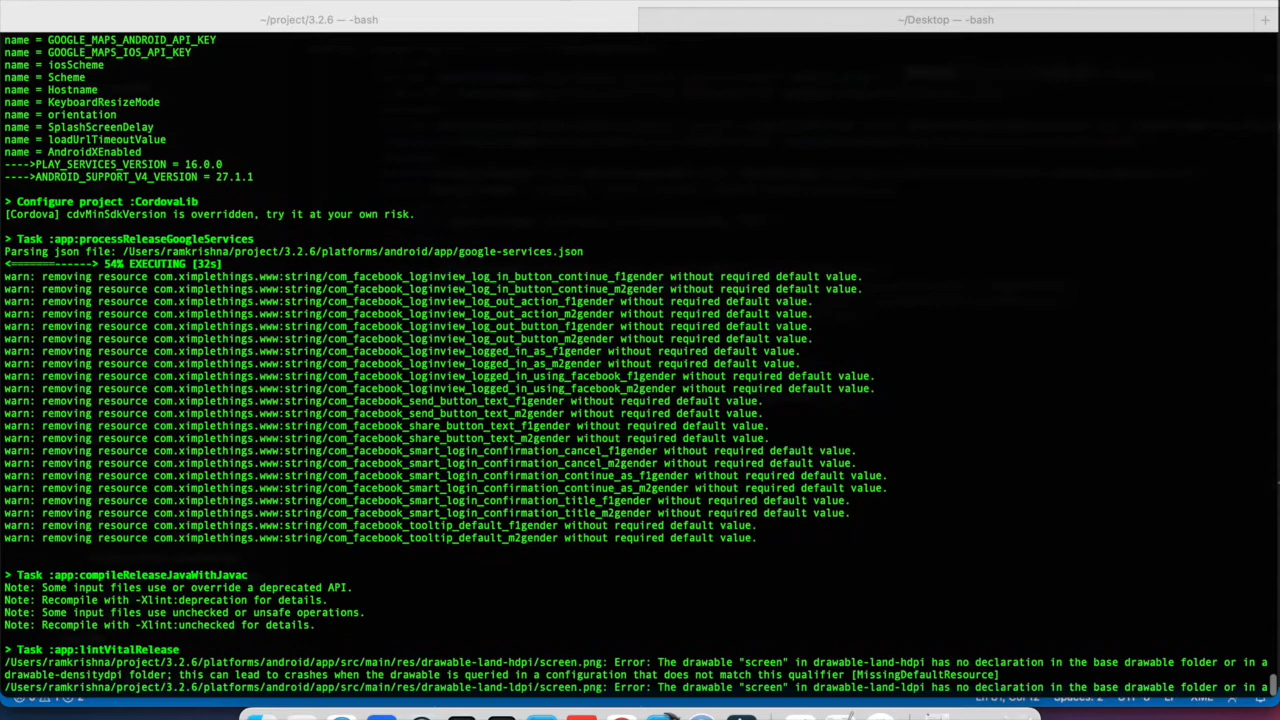 ~/project/3.2.6 — -bash
~/Desktop — -bash
name = GOOGLE_MAPS_ANDROID_API_KEY
name = GOOGLE_MAPS_IOS_API_KEY
name = iosScheme
name = Scheme
name = Hostname
name = KeyboardResizeMode
name = orientation
name = SplashScreenDelay
name = loadUrlTimeoutValue
name = AndroidXEnabled
---->PLAY_SERVICES_VERSION = 16.0.0
---->ANDROID_SUPPORT_V4_VERSION = 27.1.1
> Configure project :CordovaLib
[Cordova] cdvMinSdkVersion is overridden, try it at your own risk.
> Task :app:processReleaseGoogleServices
Parsing json file: /Users/ramkrishna/project/3.2.6/platforms/android/app/google-services.json
<=======------> 54% EXECUTING [32s]
warn: removing resource com.ximplethings.www:string/com_facebook_loginview_log_in_button_continue_f1gender without required default value.
warn: removing resource com.ximplethings.www:string/com_facebook_loginview_log_in_button_continue_m2gender without required default value.
warn: removing resource com.ximplethings.www:string/com_facebook_loginview_log_out_action_f1gender without required default value.
warn: removing resource com.ximplethings.www:string/com_facebook_loginview_log_out_action_m2gender without required default value.
warn: removing resource com.ximplethings.www:string/com_facebook_loginview_log_out_button_f1gender without required default value.
warn: removing resource com.ximplethings.www:string/com_facebook_loginview_log_out_button_m2gender without required default value.
warn: removing resource com.ximplethings.www:string/com_facebook_loginview_logged_in_as_f1gender without required default value.
warn: removing resource com.ximplethings.www:string/com_facebook_loginview_logged_in_as_m2gender without required default value.
warn: removing resource com.ximplethings.www:string/com_facebook_loginview_logged_in_using_facebook_f1gender without required default value.
warn: removing resource com.ximplethings.www:string/com_facebook_loginview_logged_in_using_facebook_m2gender without required default value.
warn: removing resource com.ximplethings.www:string/com_facebook_send_button_text_f1gender without required default value.
warn: removing resource com.ximplethings.www:string/com_facebook_send_button_text_m2gender without required default value.
warn: removing resource com.ximplethings.www:string/com_facebook_share_button_text_f1gender without required default value.
warn: removing resource com.ximplethings.www:string/com_facebook_share_button_text_m2gender without required default value.
warn: removing resource com.ximplethings.www:string/com_facebook_smart_login_confirmation_cancel_f1gender without required default value.
warn: removing resource com.ximplethings.www:string/com_facebook_smart_login_confirmation_cancel_m2gender without required default value.
warn: removing resource com.ximplethings.www:string/com_facebook_smart_login_confirmation_continue_as_f1gender without required default value.
warn: removing resource com.ximplethings.www:string/com_facebook_smart_login_confirmation_continue_as_m2gender without required default value.
warn: removing resource com.ximplethings.www:string/com_facebook_smart_login_confirmation_title_f1gender without required default value.
warn: removing resource com.ximplethings.www:string/com_facebook_smart_login_confirmation_title_m2gender without required default value.
warn: removing resource com.ximplethings.www:string/com_facebook_tooltip_default_f1gender without required default value.
warn: removing resource com.ximplethings.www:string/com_facebook_tooltip_default_m2gender without required default value.
> Task :app:compileReleaseJavaWithJavac
Note: Some input files use or override a deprecated API.
Note: Recompile with -Xlint:deprecation for details.
Note: Some input files use unchecked or unsafe operations.
Note: Recompile with -Xlint:unchecked for details.
> Task :app:lintVitalRelease
/Users/ramkrishna/project/3.2.6/platforms/android/app/src/main/res/drawable-land-hdpi/screen.png: Error: The drawable "screen" in drawable-land-hdpi has no declaration in the base drawable folder or in a
drawable-densitydpi folder; this can lead to crashes when the drawable is queried in a configuration that does not match this qualifier [MissingDefaultResource]
/Users/ramkrishna/project/3.2.6/platforms/android/app/src/main/res/drawable-land-ldpi/screen.png: Error: The drawable "screen" in drawable-land-ldpi has no declaration in the base drawable folder or in a